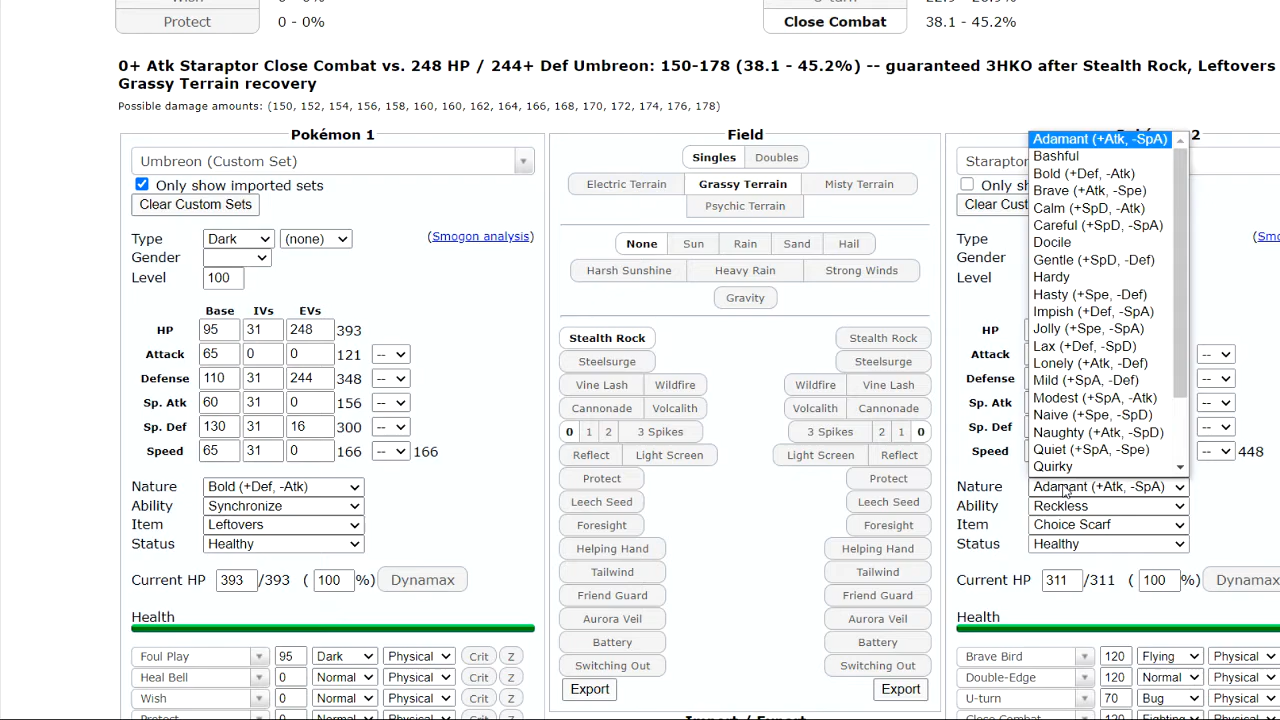 Protect 0 - 0%
Close Combat 38.1 - 45.2%
0+ Atk Staraptor Close Combat vs. 248 HP / 244+ Def Umbreon: 150-178 (38.1 - 45.2%) -- guaranteed 3HKO after Stealth Rock, Leftovers
Grassy Terrain recovery
Possible damage amounts: (150, 152, 154, 156, 158, 160, 160, 162, 164, 166, 168, 170, 172, 174, 176, 178)
Pokémon 1
Umbreon (Custom Set)
Only show imported sets
Clear Custom Sets
Type Dark (none) (Smogon analysis)
Gender
Level 100
Base IVs EVs
HP 95 31 248 393
Attack 65 0 0 121 --
Defense 110 31 244 348 --
Sp. Atk 60 31 0 156 --
Sp. Def 130 31 16 300 --
Speed 65 31 0 166 -- 166
Nature Bold (+Def, -Atk)
Ability Synchronize
Item Leftovers
Status Healthy
Current HP 393 /393 ( 100 %) Dynamax
Health
Foul Play 95 Dark Physical Crit Z
Heal Bell 0 Normal Physical Crit Z
Wish 0 Normal Physical Crit Z
Field
Singles Doubles
Electric Terrain Grassy Terrain Misty Terrain
Psychic Terrain
None Sun Rain Sand Hail
Harsh Sunshine Heavy Rain Strong Winds
Gravity
Stealth Rock Stealth Rock
Steelsurge Steelsurge
Vine Lash Wildfire Wildfire Vine Lash
Cannonade Volcalith Volcalith Cannonade
0 1 2 3 Spikes 3 Spikes 2 1 0
Reflect Light Screen Light Screen Reflect
Protect Protect
Leech Seed Leech Seed
Foresight Foresight
Helping Hand Helping Hand
Tailwind Tailwind
Friend Guard Friend Guard
Aurora Veil Aurora Veil
Battery Battery
Switching Out Switching Out
Export Export
Import / Export
2
Staraptor
Only sh
Clear Cust
Type (Smo
Gender
Level
HP
Attack --
Defense --
Sp. Atk --
Sp. Def --
Speed -- 448
Adamant (+Atk, -SpA)
Bashful
Bold (+Def, -Atk)
Brave (+Atk, -Spe)
Calm (+SpD, -Atk)
Careful (+SpD, -SpA)
Docile
Gentle (+SpD, -Def)
Hardy
Hasty (+Spe, -Def)
Impish (+Def, -SpA)
Jolly (+Spe, -SpA)
Lax (+Def, -SpD)
Lonely (+Atk, -Def)
Mild (+SpA, -Def)
Modest (+SpA, -Atk)
Naive (+Spe, -SpD)
Naughty (+Atk, -SpD)
Quiet (+SpA, -Spe)
Quirky
Nature Adamant (+Atk, -SpA)
Ability Reckless
Item Choice Scarf
Status Healthy
Current HP 311 /311 ( 100 %) Dynamax
Health
Brave Bird 120 Flying Physical
Double-Edge 120 Normal Physical
U-turn 70 Bug Physical